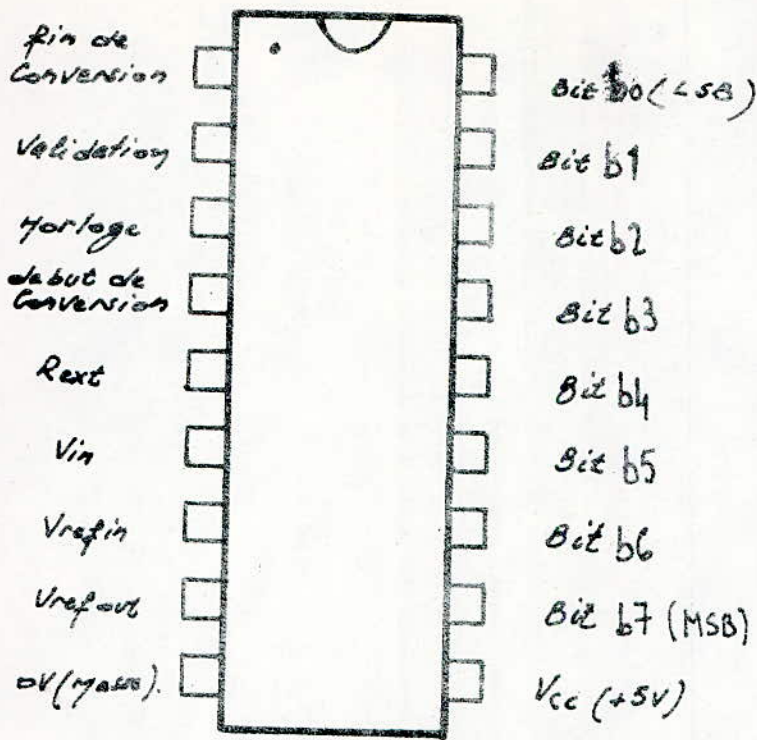 fin de
Conversion
Validation
Horloge
debut de
Conversion
Rext
Vin
Vrefin
Vrefout
0V (Masse).
Bit b0 (LSB)
Bit b1
Bit b2
Bit b3
Bit b4
Bit b5
Bit b6
Bit b7 (MSB)
Vcc (+5V)